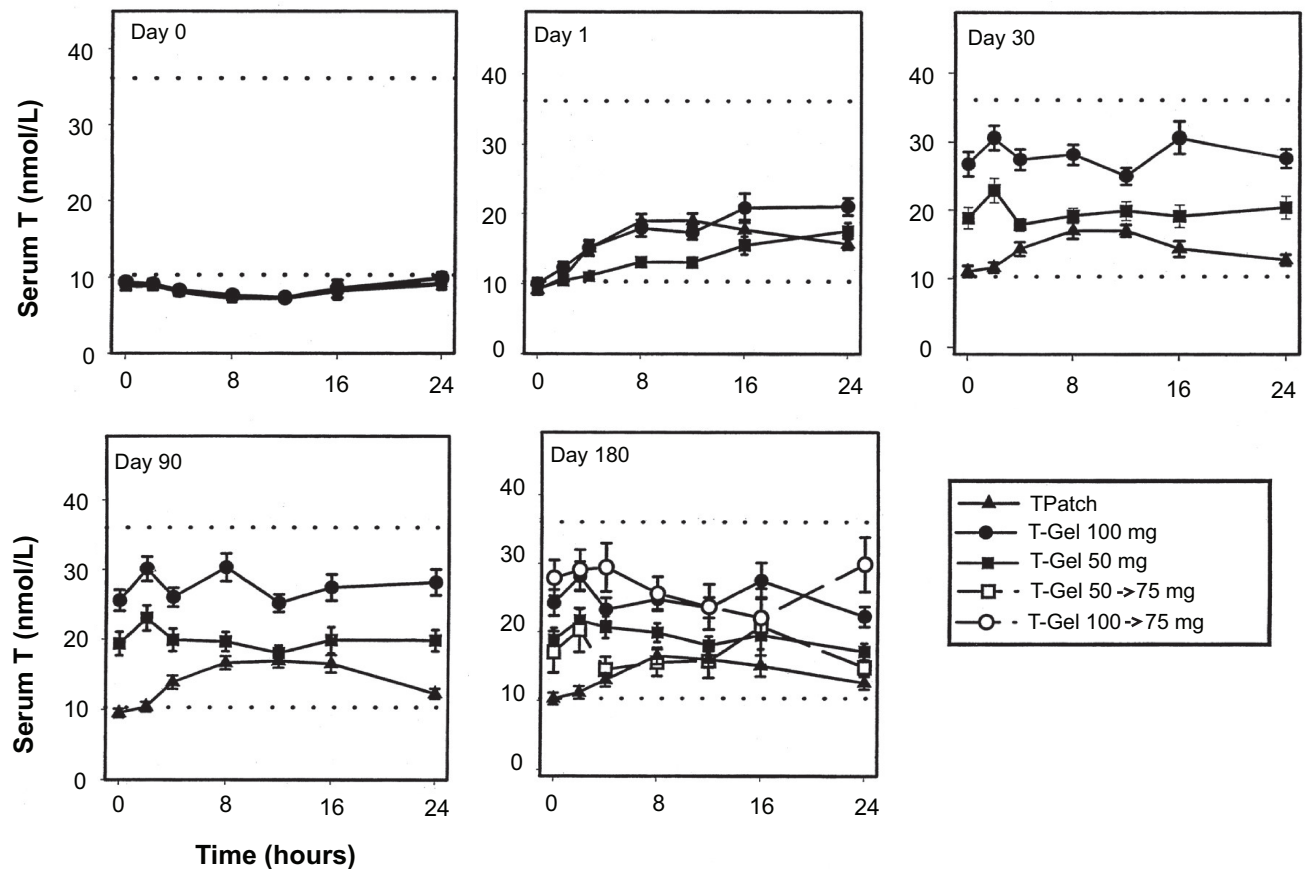 Day 0
Serum T (nmol/L)
40
30
20
10
0
0 8 16 24
Day 1
40
30
20
10
0
0 8 16 24
Day 30
40
30
20
10
0
0 8 16 24
Day 90
Serum T (nmol/L)
40
30
20
10
0
0 8 16 24
Time (hours)
Day 180
40
30
20
10
0
0 8 16 24
TPatch
T-Gel 100 mg
T-Gel 50 mg
T-Gel 50 ->75 mg
T-Gel 100->75 mg